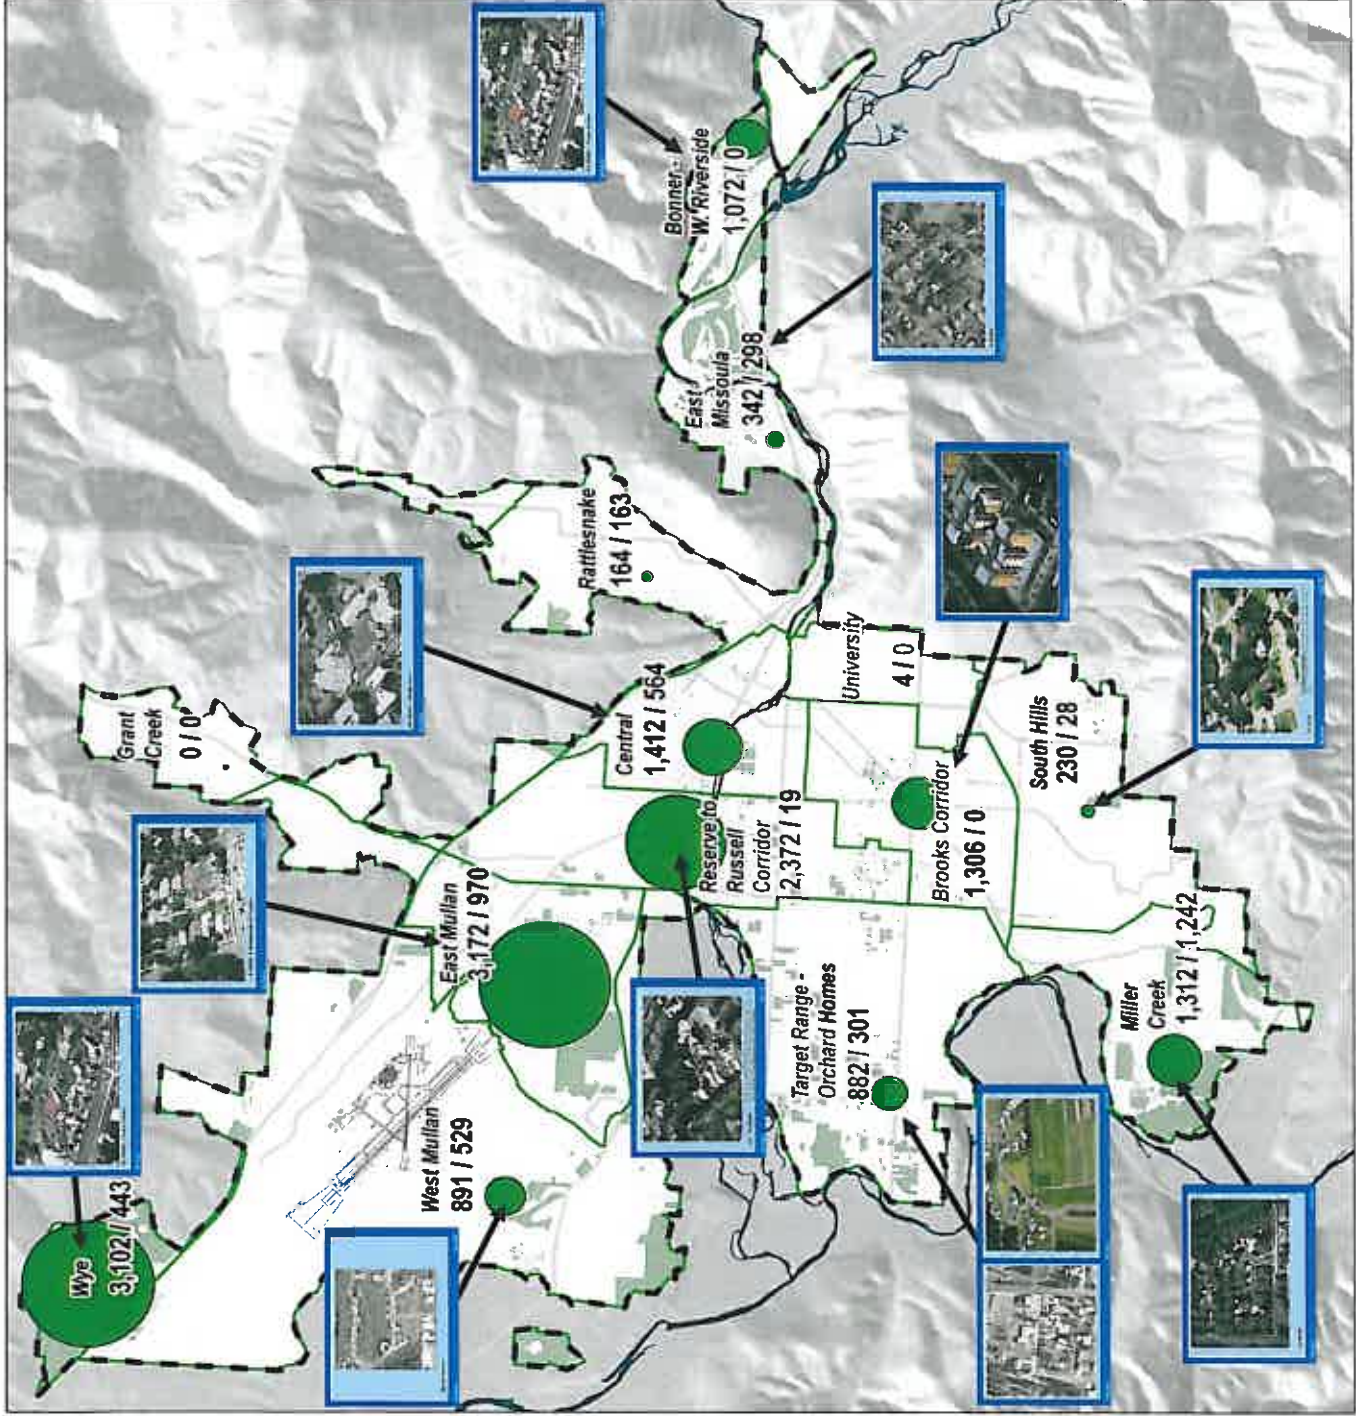 Wye
3,102 / 443
Grant
Creek
0 / 0
East Mullan
3,172 / 970
West Mullan
891 / 529
Rattlesnake
164 / 163
Central
1,412 / 564
Bonner -
W. Riverside
1,072 / 0
East
Missoula
342 / 298
Reserve to
Russell
Corridor
2,372 / 19
University
4 / 0
Target Range -
Orchard Homes
882 / 301
Brooks Corridor
1,306 / 0
South Hills
230 / 28
Miller
Creek
1,312 / 1,242